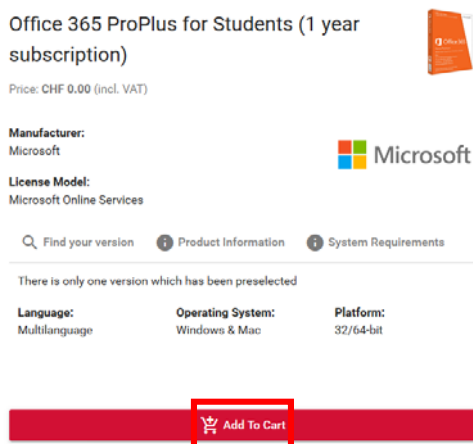 Office 365 ProPlus for Students (1 year
subscription)
Office 365
Price: CHF 0.00 (incl. VAT)
Manufacturer:
Microsoft
Microsoft
License Model:
Microsoft Online Services
Find your version Product Information System Requirements
There is only one version which has been preselected
Language: Operating System: Platform:
Multilanguage Windows & Mac 32/64-bit
Add To Cart